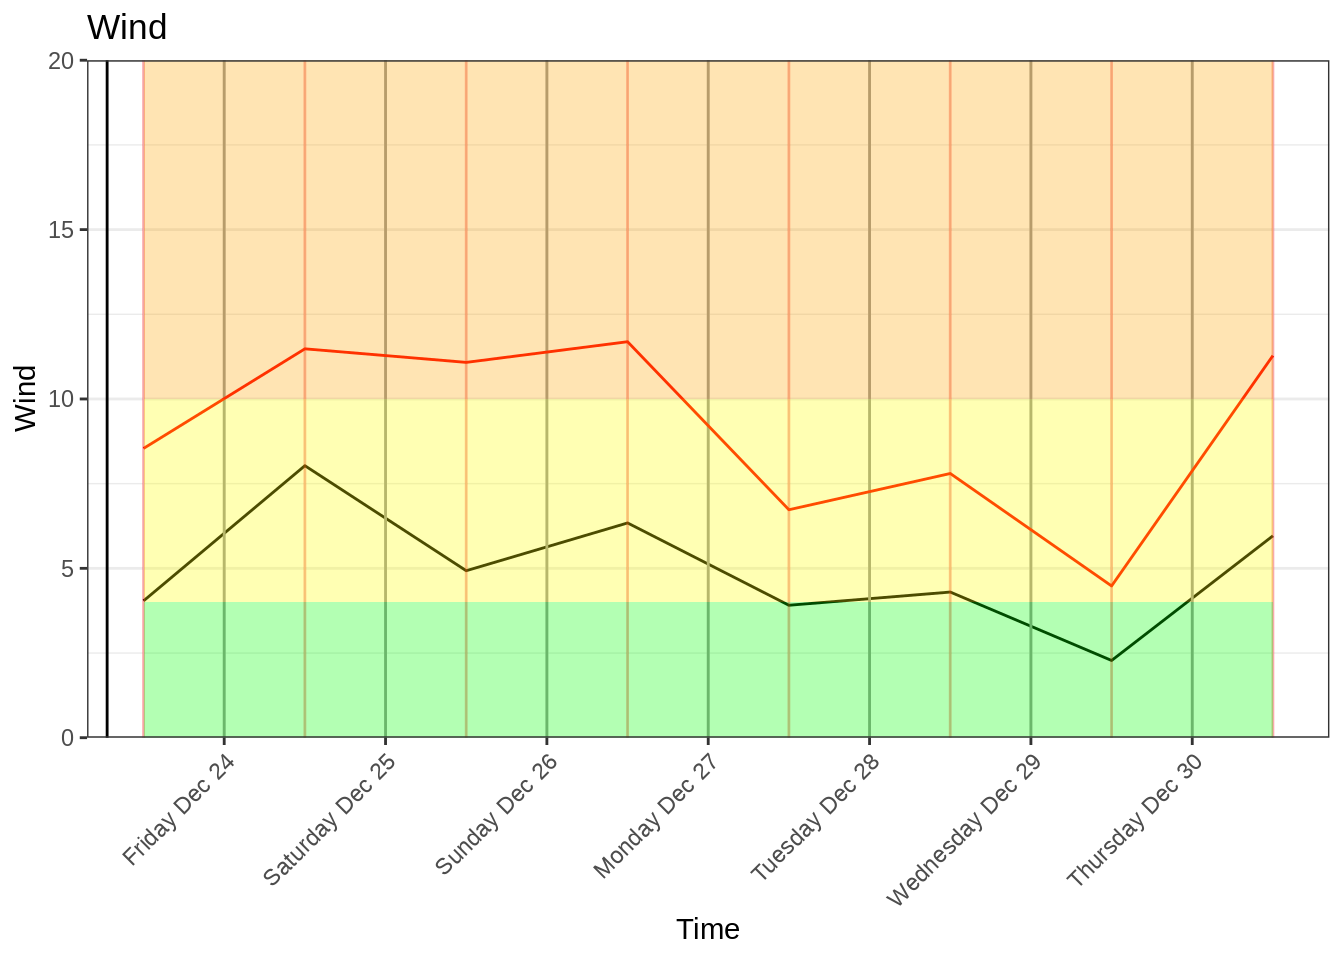 Wind
20
15
10
5
0
Wind
Friday Dec 24
Saturday Dec 25
Sunday Dec 26
Monday Dec 27
Tuesday Dec 28
Wednesday Dec 29
Thursday Dec 30
Time